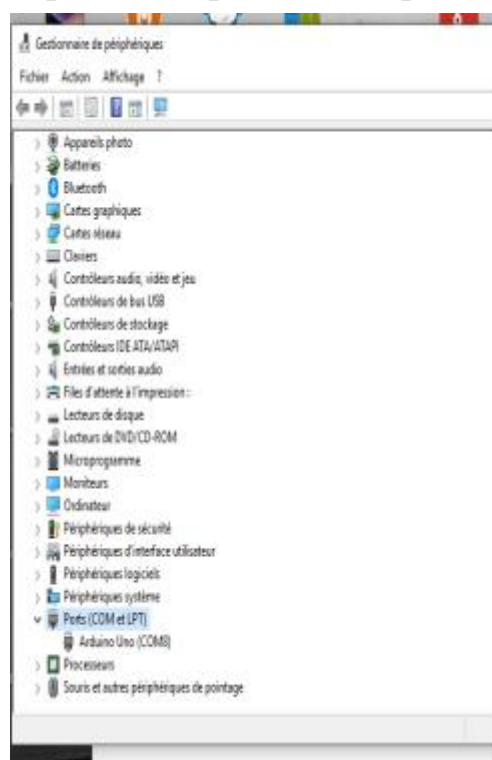 Gestionnaire de périphériques
Fichier Action Affichage ?
Appareils photo
Batteries
Bluetooth
Cartes graphiques
Cartes réseau
Claviers
Contrôleurs audio, vidéo et jeu
Contrôleurs de bus USB
Contrôleurs de stockage
Contrôleurs IDE ATA/ATAPI
Entrées et sorties audio
Files d'attente à l'impression :
Lecteurs de disque
Lecteurs de DVD/CD-ROM
Microprogramme
Moniteurs
Ordinateur
Périphériques de sécurité
Périphériques d'interface utilisateur
Périphériques logiciels
Périphériques système
Ports (COM et LPT)
Arduino Uno (COM8)
Processeurs
Souris et autres périphériques de pointage